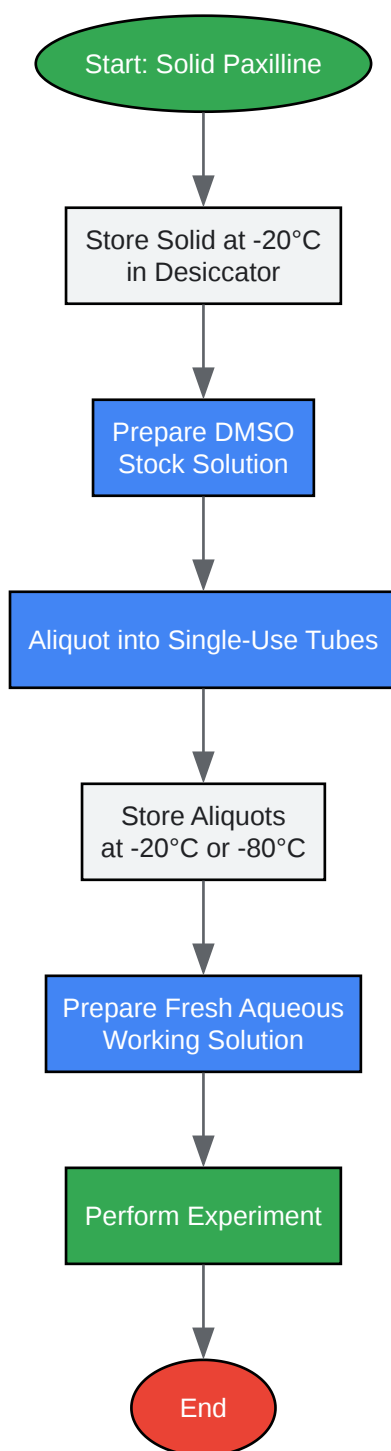 Start: Solid Paxilline
Store Solid at -20°C
in Desiccator
Prepare DMSO
Stock Solution
Aliquot into Single-Use Tubes
Store Aliquots
at -20°C or -80°C
Prepare Fresh Aqueous
Working Solution
Perform Experiment
End